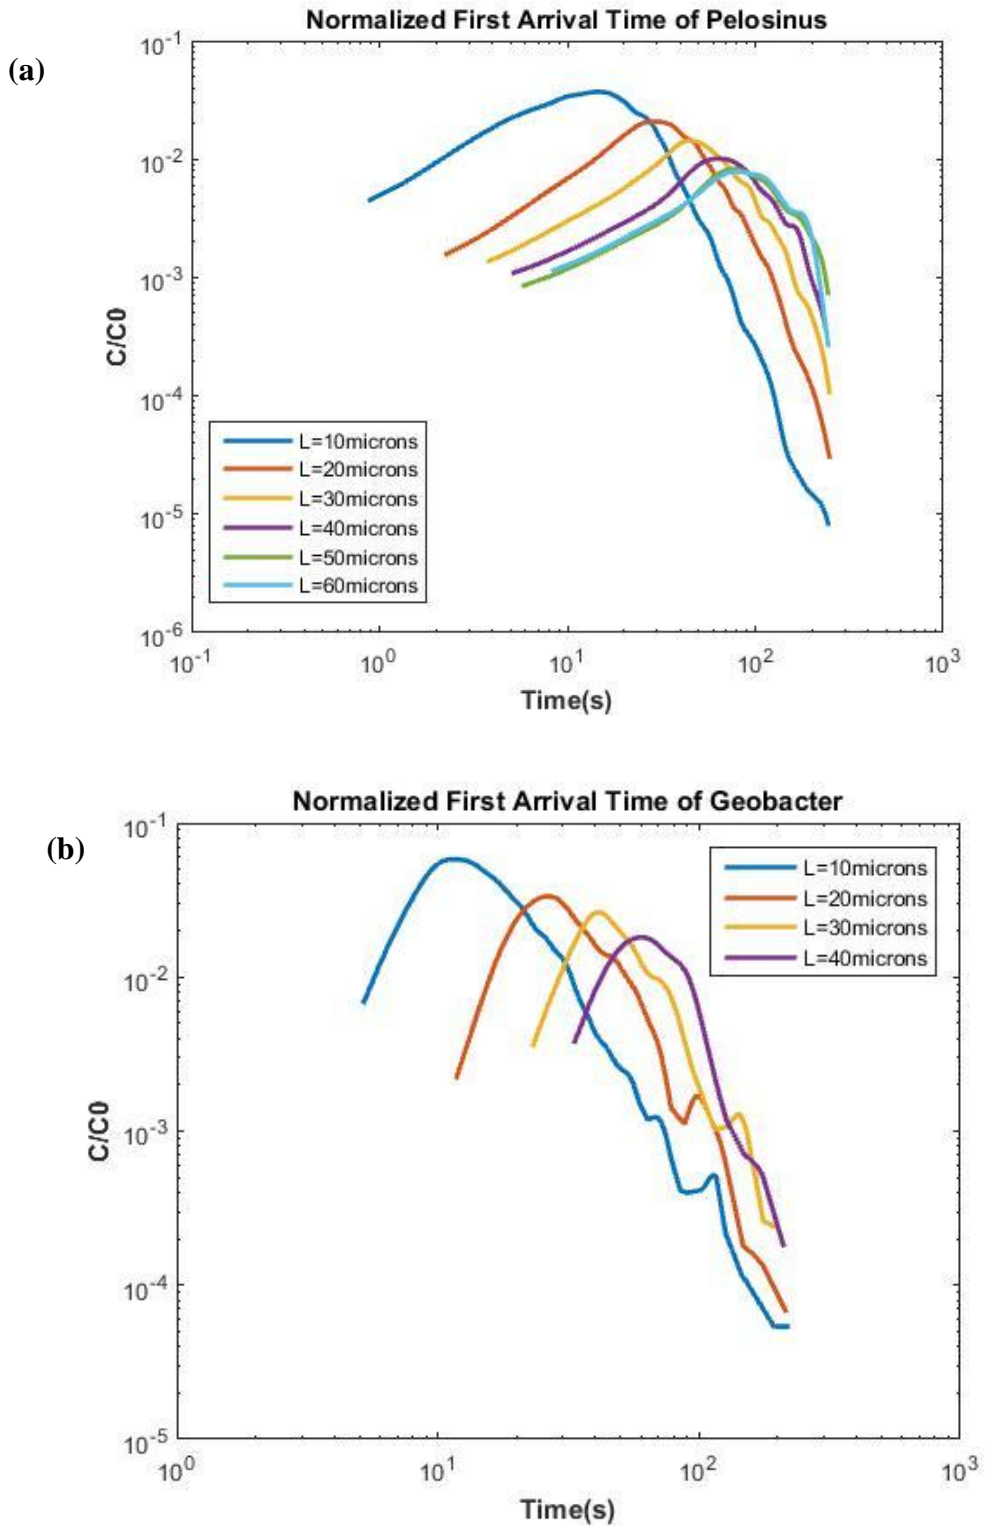 Normalized First Arrival Time of Pelosinus
(a)
10-1
10-2
10-3
C/C0
10-4
10-5
10-6
L=10microns
L=20microns
L=30microns
L=40microns
L=50microns
L=60microns
10-1 100 101 102 103
Time(s)
Normalized First Arrival Time of Geobacter
(b)
10-1
10-2
10-3
C/C0
10-4
10-5
L=10microns
L=20microns
L=30microns
L=40microns
100 101 102 103
Time(s)